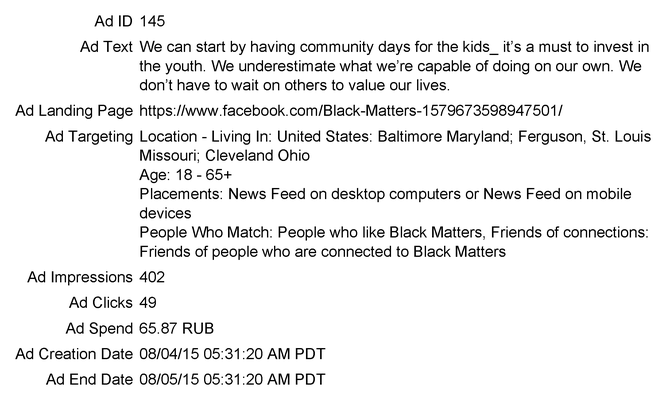 Ad ID 145
Ad Text We can start by having community days for the kids_ it's a must to invest in
the youth. We underestimate what we're capable of doing on our own. We
don't have to wait on others to value our lives.
Ad Landing Page https://www.facebook.com/Black-Matters-1579673598947501/
Ad Targeting Location - Living In: United States: Baltimore Maryland; Ferguson, St. Louis
Missouri; Cleveland Ohio
Age: 18 - 65+
Placements: News Feed on desktop computers or News Feed on mobile
devices
People Who Match: People who like Black Matters, Friends of connections:
Friends of people who are connected to Black Matters
Ad Impressions 402
Ad Clicks 49
Ad Spend 65.87 RUB
Ad Creation Date 08/04/15 05:31:20 AM PDT
Ad End Date 08/05/15 05:31:20 AM PDT